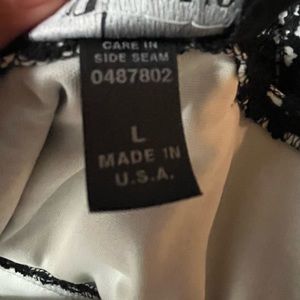 CARE IN
SIDE SEAM
0487802
L
MADE IN
U.S.A.